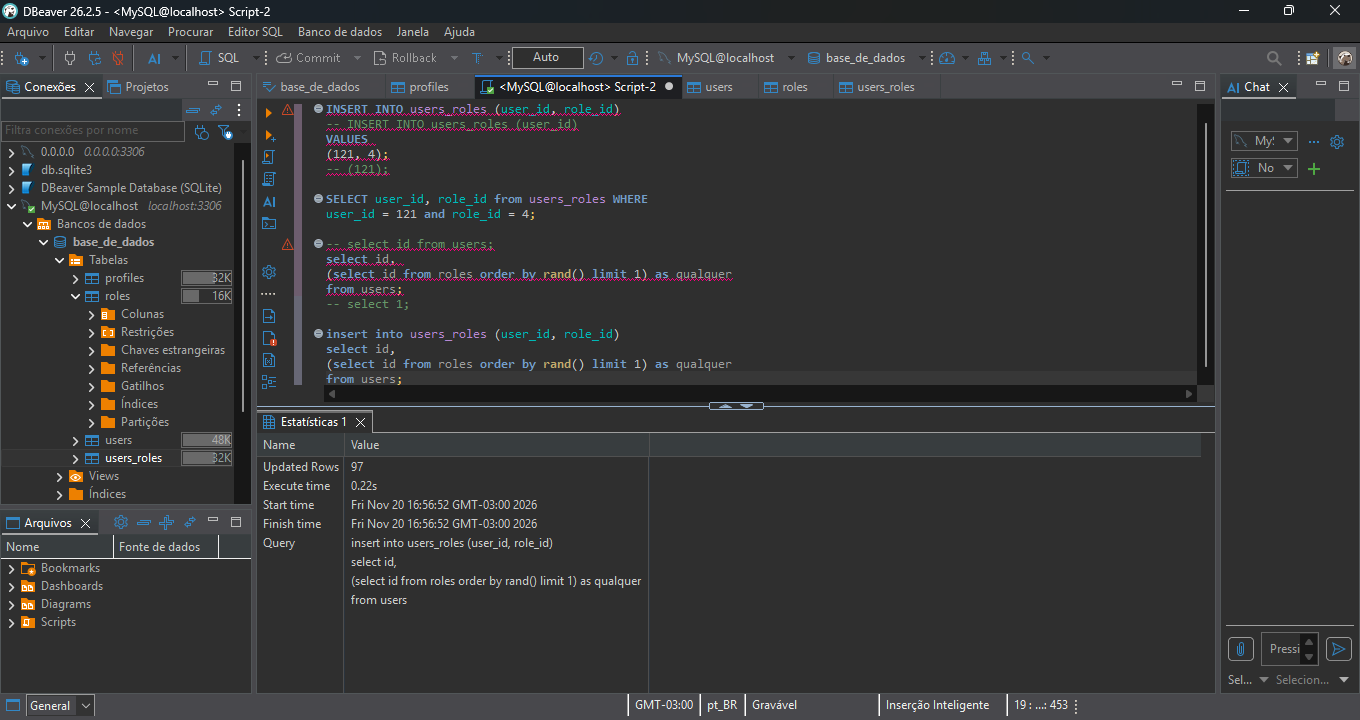 DBeaver 26.2.5 - <MySQL@localhost> Script-2
Arquivo Editar Navegar Procurar Editor SQL Banco de dados Janela Ajuda
AI SQL Commit Rollback T Auto MySQL@localhost base_de_dados
Conexões Projetos
base_de_dados profiles <MySQL@localhost> Script-2 users roles users_roles
AI Chat
Filtra conexões por nome
0.0.0.0 0.0.0.0:3306
db.sqlite3
DBeaver Sample Database (SQLite)
MySQL@localhost localhost:3306
Bancos de dados
base_de_dados
Tabelas
profiles 32K
roles 16K
Colunas
Restrições
Chaves estrangeiras
Referências
Gatilhos
Índices
Partições
users 48K
users_roles 32K
Views
Índices
AI
INSERT INTO users_roles (user_id, role_id)
-- INSERT INTO users_roles (user_id)
VALUES
(121, 4);
-- (121);
SELECT user_id, role_id from users_roles WHERE
user_id = 121 and role_id = 4;
-- select id from users;
select id,
(select id from roles order by rand() limit 1) as qualquer
from users;
-- select 1;
insert into users_roles (user_id, role_id)
select id,
(select id from roles order by rand() limit 1) as qualquer
from users;
My:
No
Estatísticas 1
Name Value
Updated Rows 97
Execute time 0.22s
Start time Fri Nov 20 16:56:52 GMT-03:00 2026
Finish time Fri Nov 20 16:56:52 GMT-03:00 2026
Query insert into users_roles (user_id, role_id)
select id,
(select id from roles order by rand() limit 1) as qualquer
from users
Arquivos
Nome Fonte de dados
Bookmarks
Dashboards
Diagrams
Scripts
Pressi
Sel... Selecion...
General
GMT-03:00 pt_BR Gravável Inserção Inteligente 19 : ...: 453